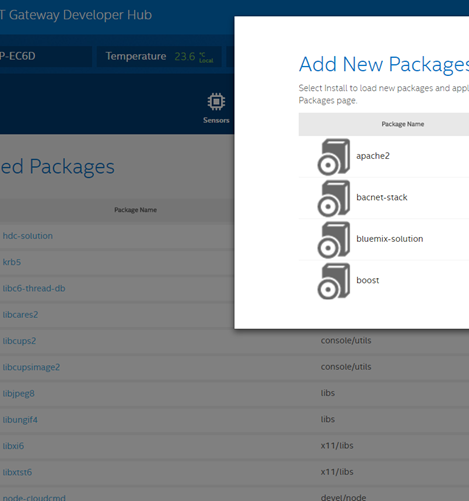 T Gateway Developer Hub
P-EC6D
Temperature 23.6 °C Local
Sensors
ed Packages
Package Name
hdc-solution
krb5
libc6-thread-db
libcares2
libcups2 console/utils
libcupsimage2 console/utils
libjpeg8 libs
libungif4 libs
libxi6 x11/libs
libxtst6 x11/libs
node-cloudcmd devel/node
Add New Packages
Select Install to load new packages and appl
Packages page.
Package Name
apache2
bacnet-stack
bluemix-solution
boost